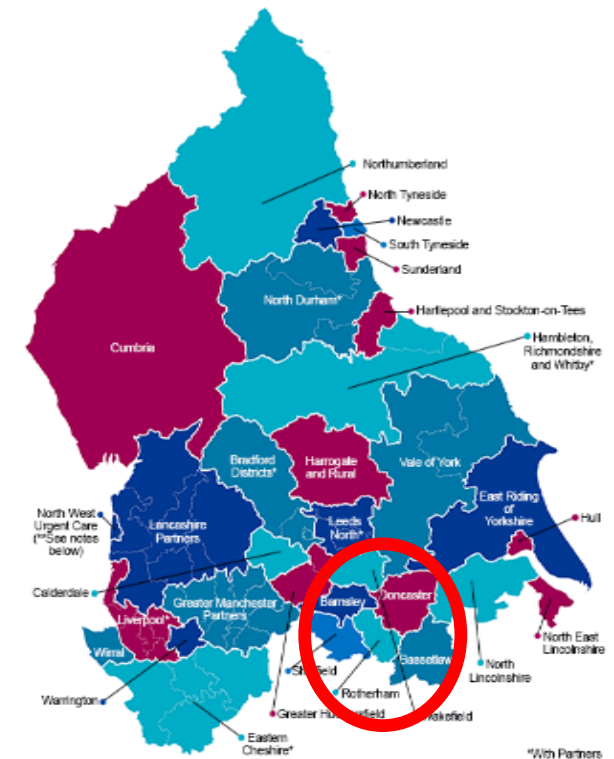 Northumberland
North Tyneside
Newcastle
South Tyneside
Sunderland
North Durham*
Hartlepool and Stockton-on-Tees
Hambleton,
Richmondshire
and Whitby*
Cumbria
Bradford
Districts*
Harrogate
and Rural
Vale of York
East Riding
of
Yorkshire
Hull
North West
Urgent Care
(**See notes
below)
Lancashire
Partners
Leeds
North*
Calderdale
Greater Manchester
Partners
Barnsley
Doncaster
Liverpool*
Wirral
Bassetlaw
North East
Lincolnshire
North
Lincolnshire
Sheffield
Rotherham
Warrington
Greater Huddersfield
Wakefield
Eastern
Cheshire*
*With Partners